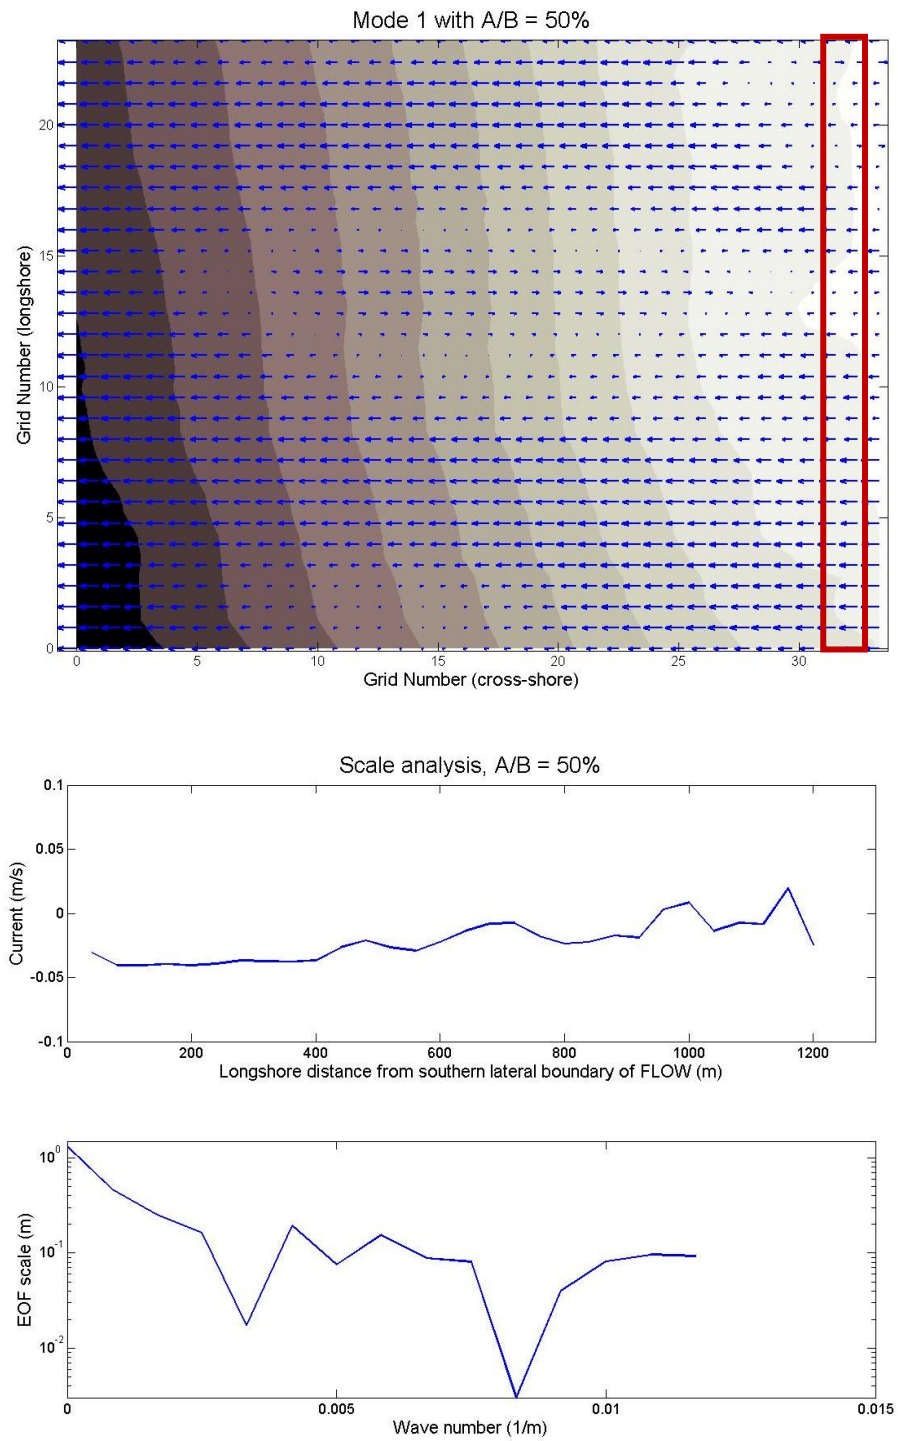 Mode 1 with A/B = 50%
Grid Number (longshore)
20
15
10
5
0
0 5 10 15 20 25 30
Grid Number (cross-shore)
Scale analysis, A/B = 50%
Current (m/s)
0.1
0.05
0
-0.05
-0.1
0 200 400 600 800 1000 1200
Longshore distance from southern lateral boundary of FLOW (m)
EOF scale (m)
10^0
10^-1
10^-2
0 0.005 0.01 0.015
Wave number (1/m)